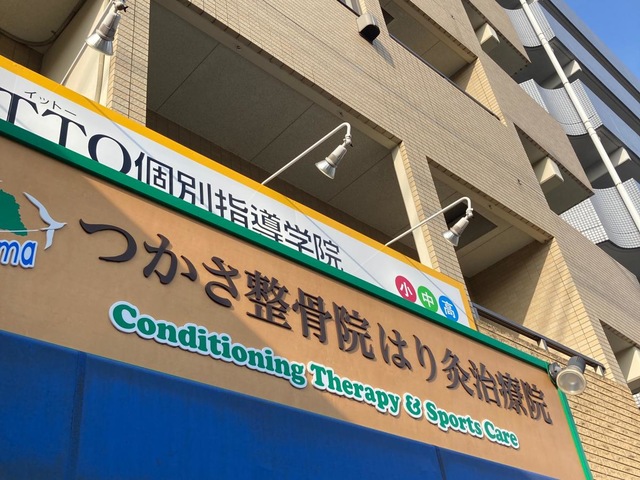 イットー
TTO個別指導学院
小 中 高
ma
つかさ整骨院 はり灸治療院
Conditioning Therapy & Sports Care